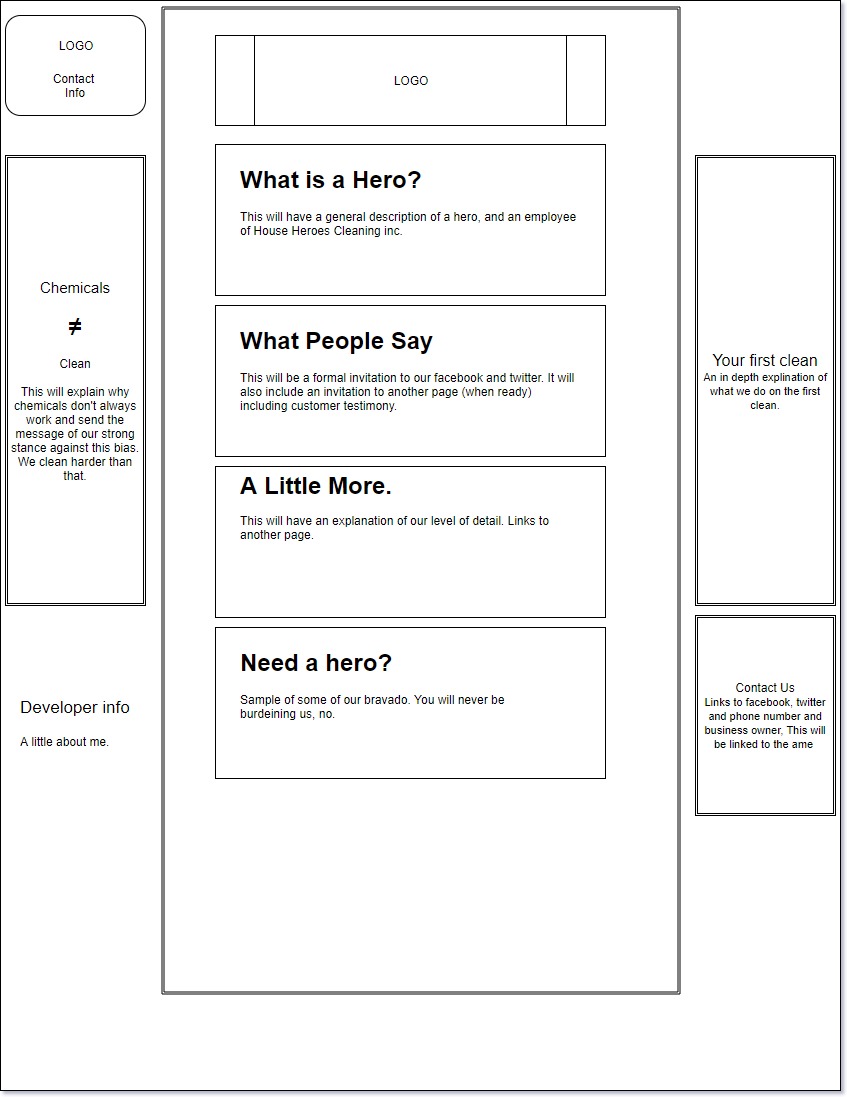 LOGO
Contact
Info
LOGO
What is a Hero?
This will have a general description of a hero, and an employee
of House Heroes Cleaning inc.
What People Say
This will be a formal invitation to our facebook and twitter. It will
also include an invitation to another page (when ready)
including customer testimony.
A Little More.
This will have an explanation of our level of detail. Links to
another page.
Need a hero?
Sample of some of our bravado. You will never be
burdeining us, no.
Chemicals
≠
Clean
This will explain why
chemicals don't always
work and send the
message of our strong
stance against this bias.
We clean harder than
that.
Developer info
A little about me.
Your first clean
An in depth explination of
what we do on the first
clean.
Contact Us
Links to facebook, twitter
and phone number and
business owner, This will
be linked to the ame